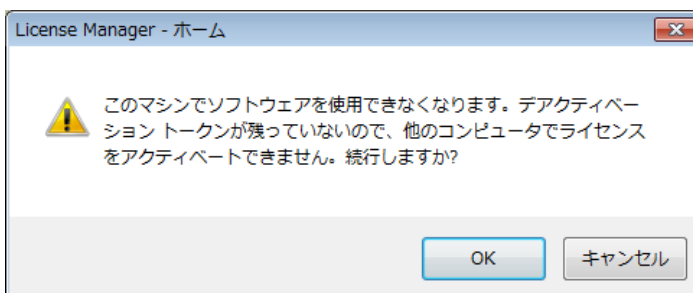 License Manager - ホーム
このマシンでソフトウェアを使用できなくなります。デアクティベー
ション トークンが残っていないので、他のコンピュータでライセンス
をアクティベートできません。続行しますか?
OK
キャンセル